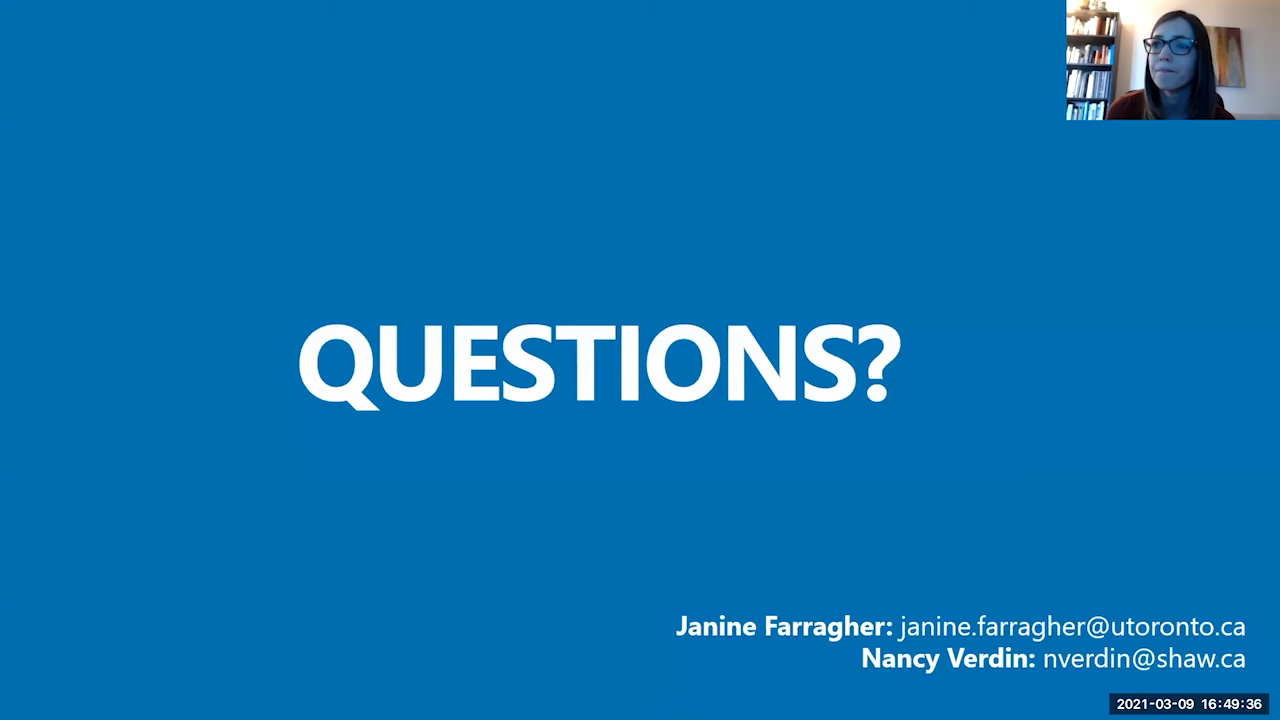 QUESTIONS?
Janine Farragher: janine.farragher@utoronto.ca
Nancy Verdin: nverdin@shaw.ca
2021-03-09 16:49:36